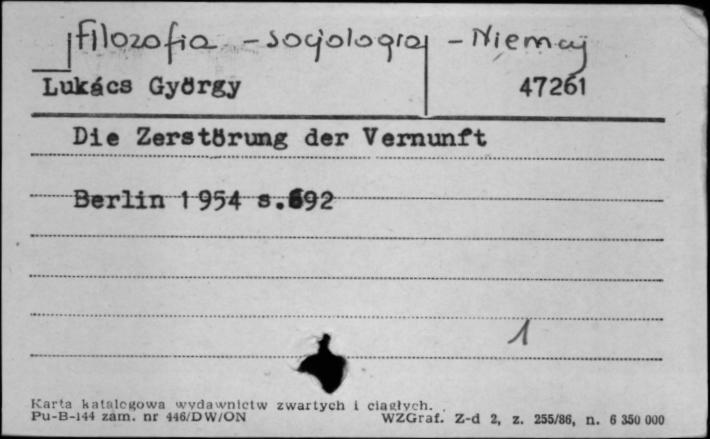 Filozofia - socjologia - Niemcy
Lukács György 47261
Die Zerstörung der Vernunft
Berlin 1954 s.692
1
Karta katalogowa wydawnictw zwartych i ciągłych.
Pu-B-144 zam. nr 446/DW/ON WZGraf. Z-d 2, z. 255/86, n. 6 350 000